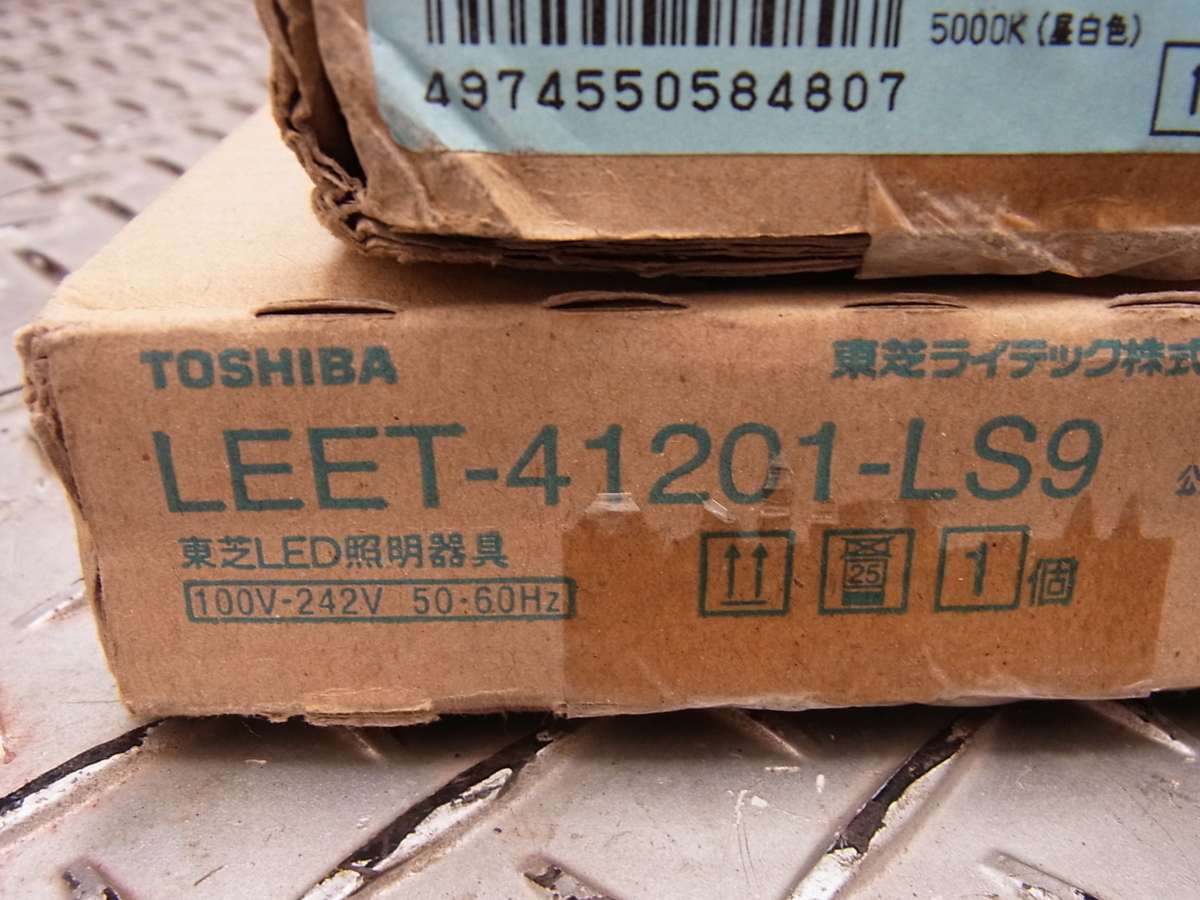 5000K (昼白色)
4974550584807
1
TOSHIBA
東芝ライテック株式
LEET-41201-LS9
東芝LED照明器具
100V-242V 50・60Hz
25
1個